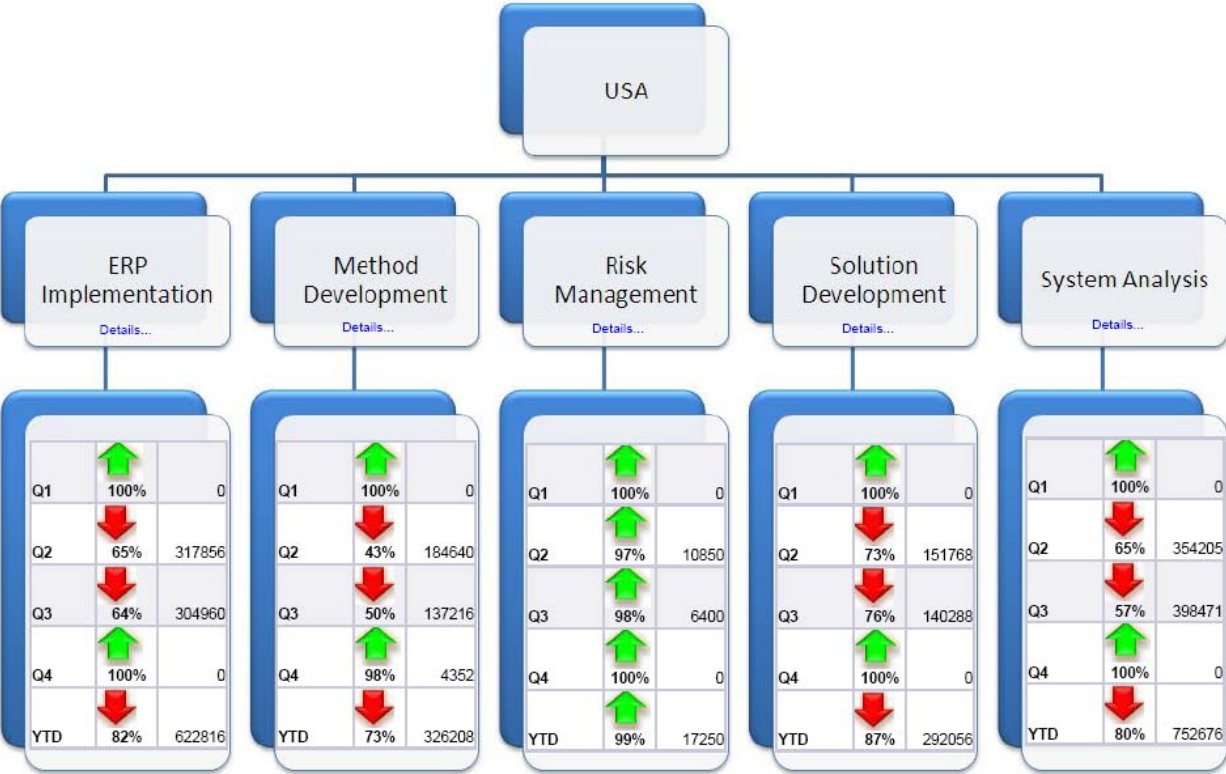 USA
ERP
Implementation
Details...
Method
Development
Details...
Risk
Management
Details...
Solution
Development
Details...
System Analysis
Details...
Q1 100% 0
Q2 65% 317856
Q3 64% 304960
Q4 100% 0
YTD 82% 622816
Q1 100% 0
Q2 43% 184640
Q3 50% 137216
Q4 98% 4352
YTD 73% 326208
Q1 100% 0
Q2 97% 10850
Q3 98% 6400
Q4 100% 0
YTD 99% 17250
Q1 100% 0
Q2 73% 151768
Q3 76% 140288
Q4 100% 0
YTD 87% 292056
Q1 100% 0
Q2 65% 354205
Q3 57% 398471
Q4 100% 0
YTD 80% 752676